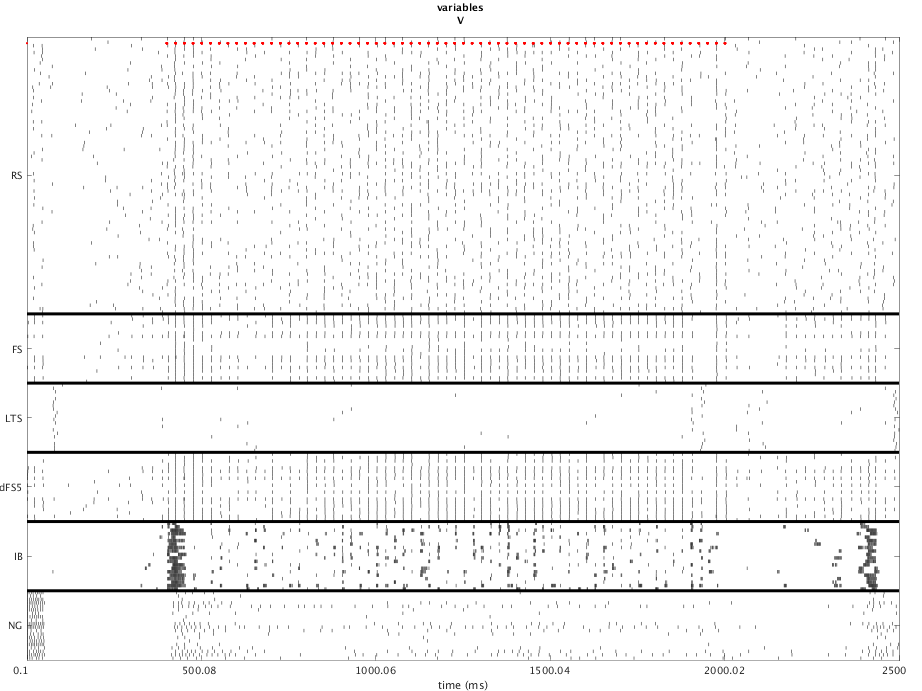 variables
V
RS
FS
LTS
dFS5
IB
NG
0.1
500.08
1000.06
1500.04
2000.02
2500
time (ms)